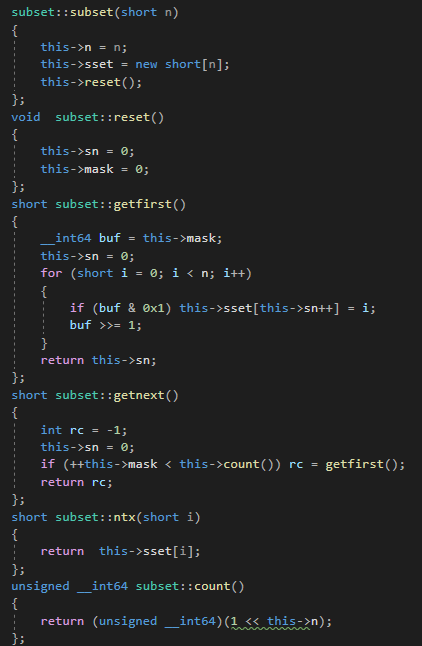 subset::subset(short n)
{
    this->n = n;
    this->sset = new short[n];
    this->reset();
};
void  subset::reset()
{
    this->sn = 0;
    this->mask = 0;
};
short subset::getfirst()
{
    __int64 buf = this->mask;
    this->sn = 0;
    for (short i = 0; i < n; i++)
    {
        if (buf & 0x1) this->sset[this->sn++] = i;
        buf >>= 1;
    }
    return this->sn;
};
short subset::getnext()
{
    int rc = -1;
    this->sn = 0;
    if (++this->mask < this->count()) rc = getfirst();
    return rc;
};
short subset::ntx(short i)
{
    return  this->sset[i];
};
unsigned __int64 subset::count()
{
    return (unsigned __int64)(1 << this->n);
};